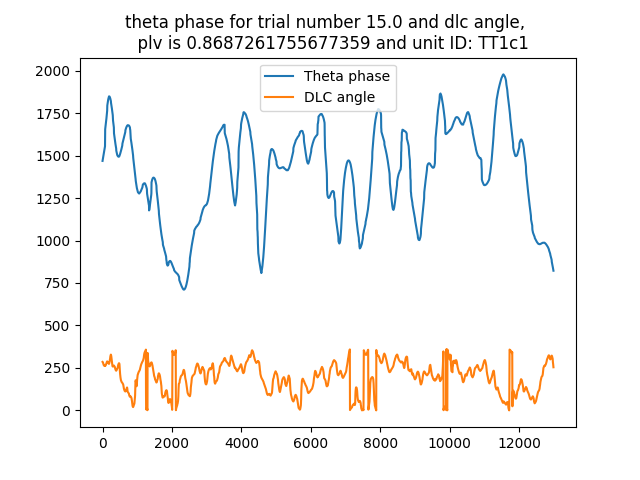 theta phase for trial number 15.0 and dlc angle,
plv is 0.8687261755677359 and unit ID: TT1c1
Theta phase
DLC angle
2000
1750
1500
1250
1000
750
500
250
0
0 2000 4000 6000 8000 10000 12000